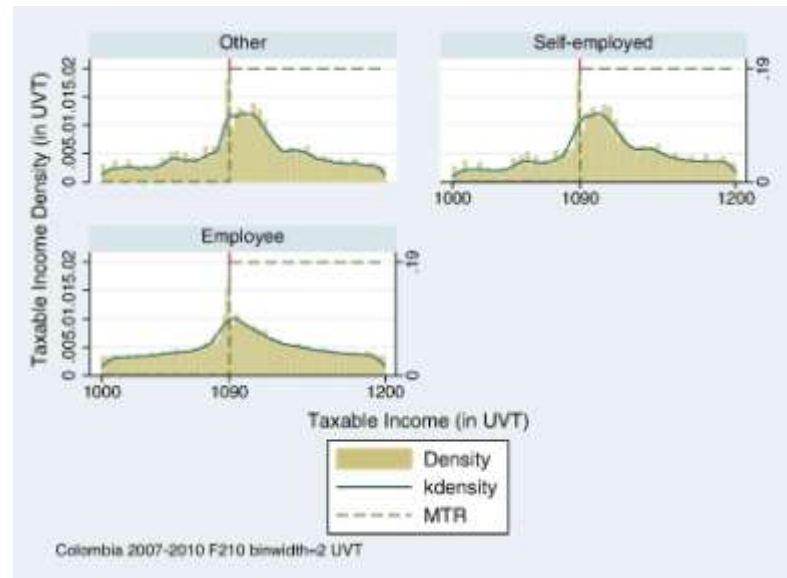 Other
Self-employed
0 .005.01.015.02
.19
0
1000 1090 1200
Employee
0 .005.01.015.02
.19
0
1000 1090 1200
Taxable Income Density (in UVT)
Taxable Income (in UVT)
Density
kdensity
MTR
Colombia 2007-2010 F210 binwidth=2 UVT